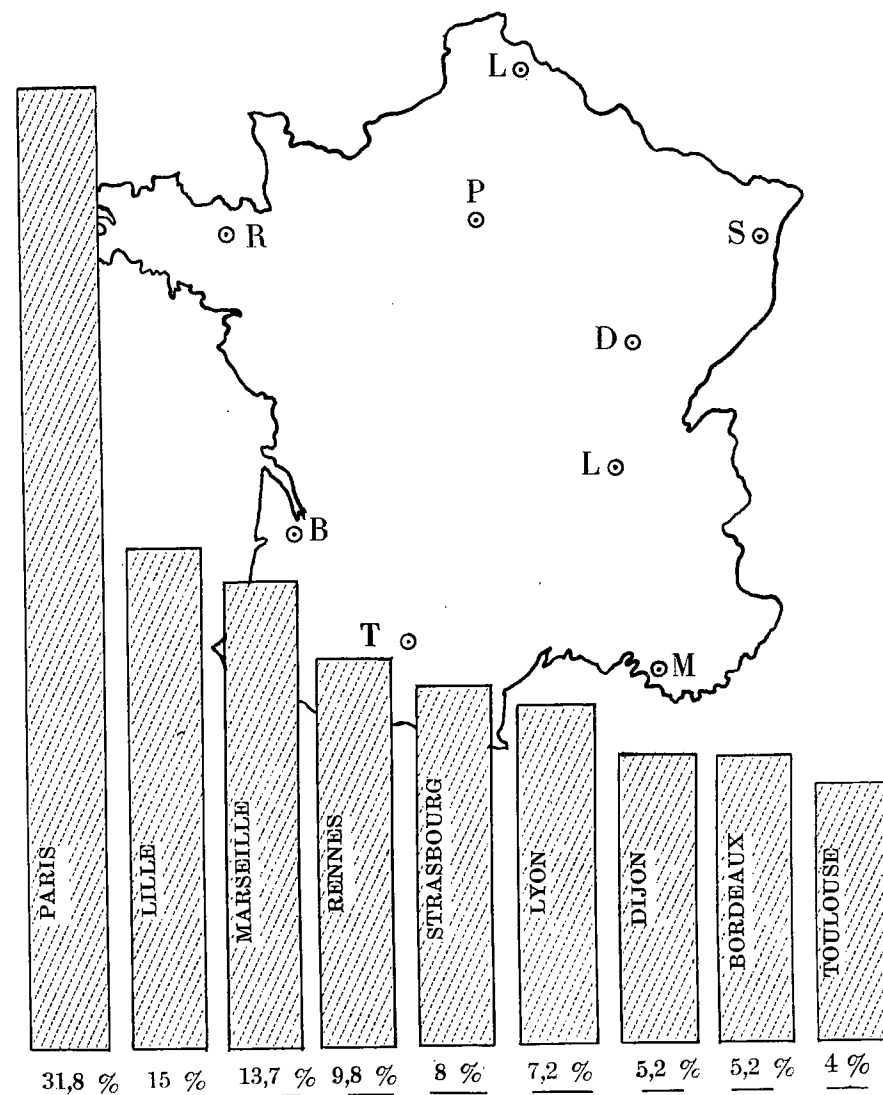 L
P
R
S
D
L
B
T
M
PARIS
LILLE
MARSEILLE
RENNES
STRASBOURG
LYON
DIJON
BORDEAUX
TOULOUSE
31,8 % 15 % 13,7 % 9,8 % 8 % 7,2 % 5,2 % 5,2 % 4 %